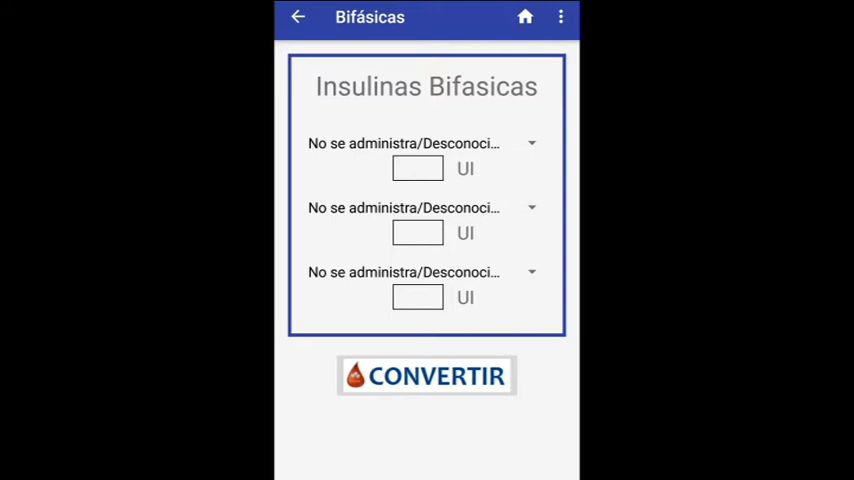 Bifásicas
Insulinas Bifasicas
No se administra/Desconoci...
UI
No se administra/Desconoci...
UI
No se administra/Desconoci...
UI
CONVERTIR